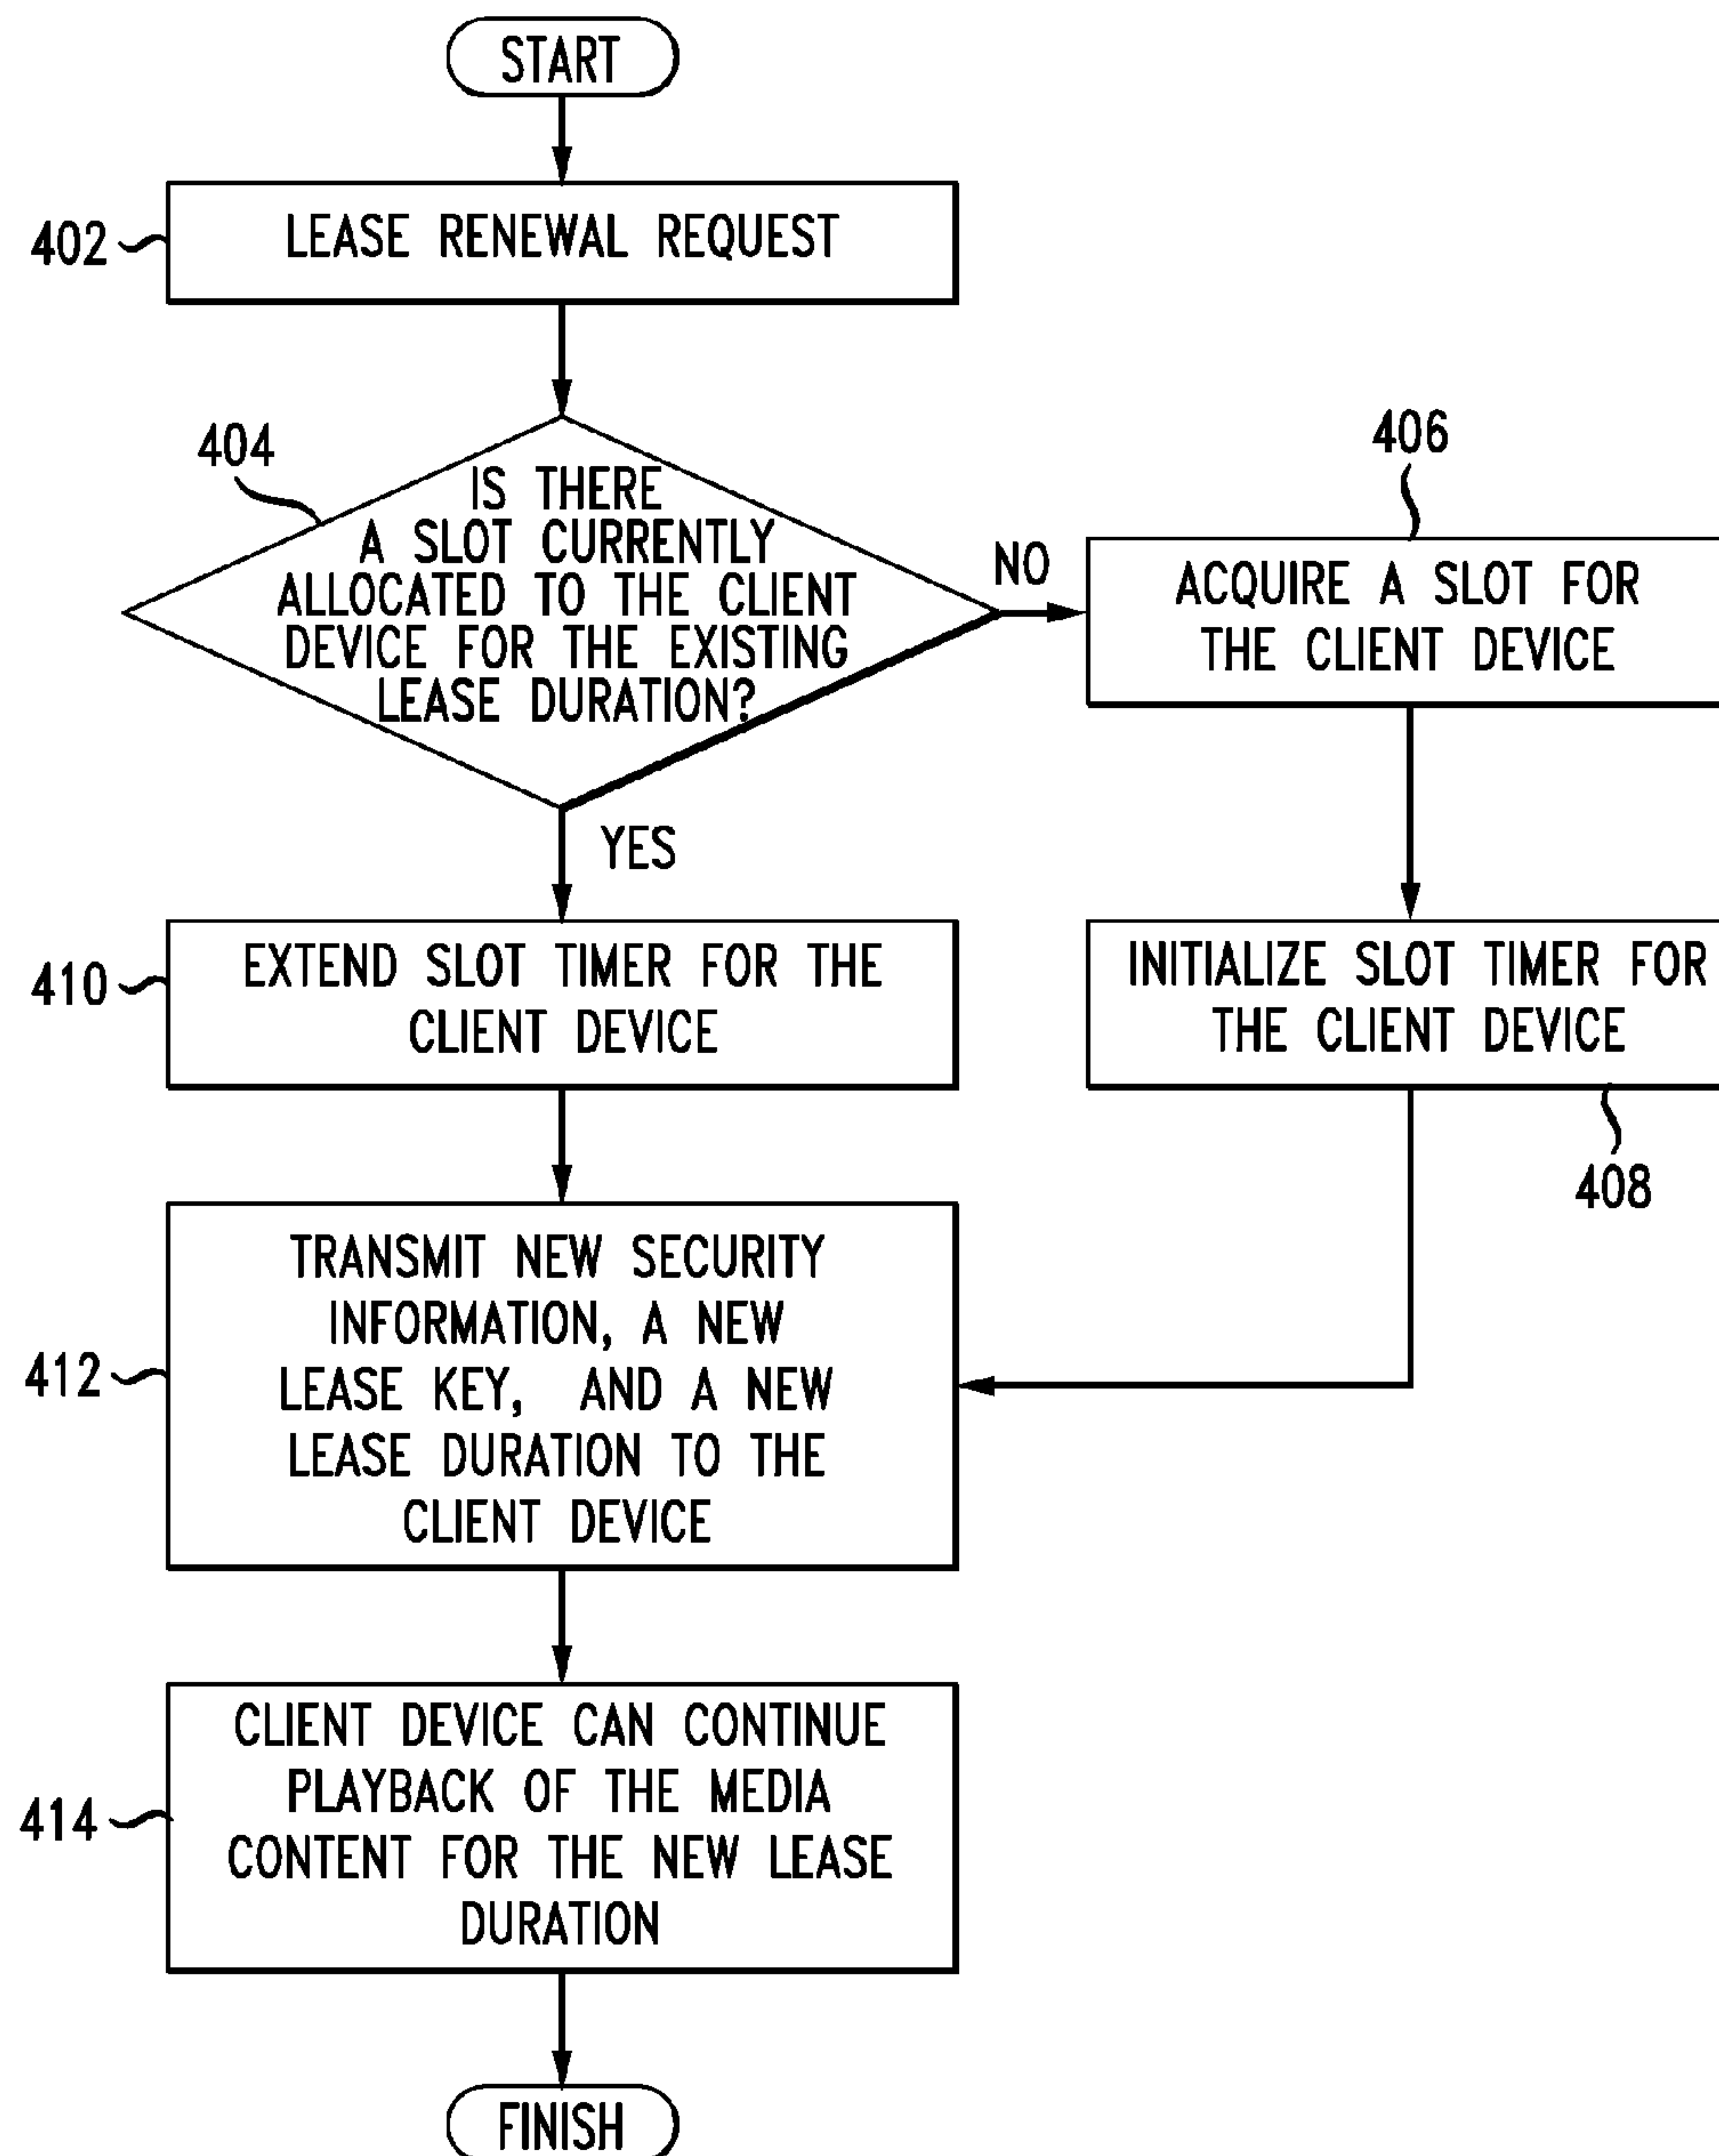 START
402
LEASE RENEWAL REQUEST
404
IS THERE
A SLOT CURRENTLY
ALLOCATED TO THE CLIENT
DEVICE FOR THE EXISTING
LEASE DURATION?
NO
406
ACQUIRE A SLOT FOR
THE CLIENT DEVICE
YES
410
EXTEND SLOT TIMER FOR THE
CLIENT DEVICE
INITIALIZE SLOT TIMER FOR
THE CLIENT DEVICE
408
412
TRANSMIT NEW SECURITY
INFORMATION, A NEW
LEASE KEY, AND A NEW
LEASE DURATION TO THE
CLIENT DEVICE
414
CLIENT DEVICE CAN CONTINUE
PLAYBACK OF THE MEDIA
CONTENT FOR THE NEW LEASE
DURATION
FINISH